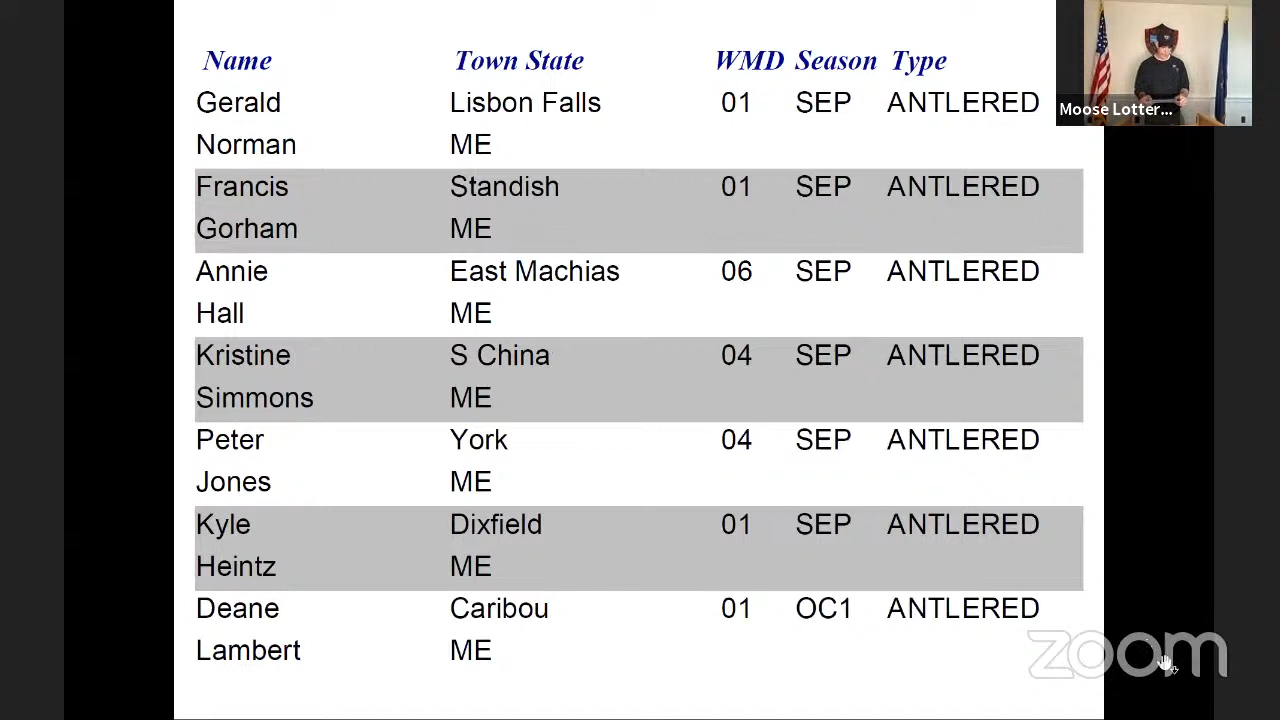 Name Town State WMD Season Type
Gerald Lisbon Falls 01 SEP ANTLERED
Norman ME
Francis Standish 01 SEP ANTLERED
Gorham ME
Annie East Machias 06 SEP ANTLERED
Hall ME
Kristine S China 04 SEP ANTLERED
Simmons ME
Peter York 04 SEP ANTLERED
Jones ME
Kyle Dixfield 01 SEP ANTLERED
Heintz ME
Deane Caribou 01 OC1 ANTLERED
Lambert ME
Moose Lotter...
zoom